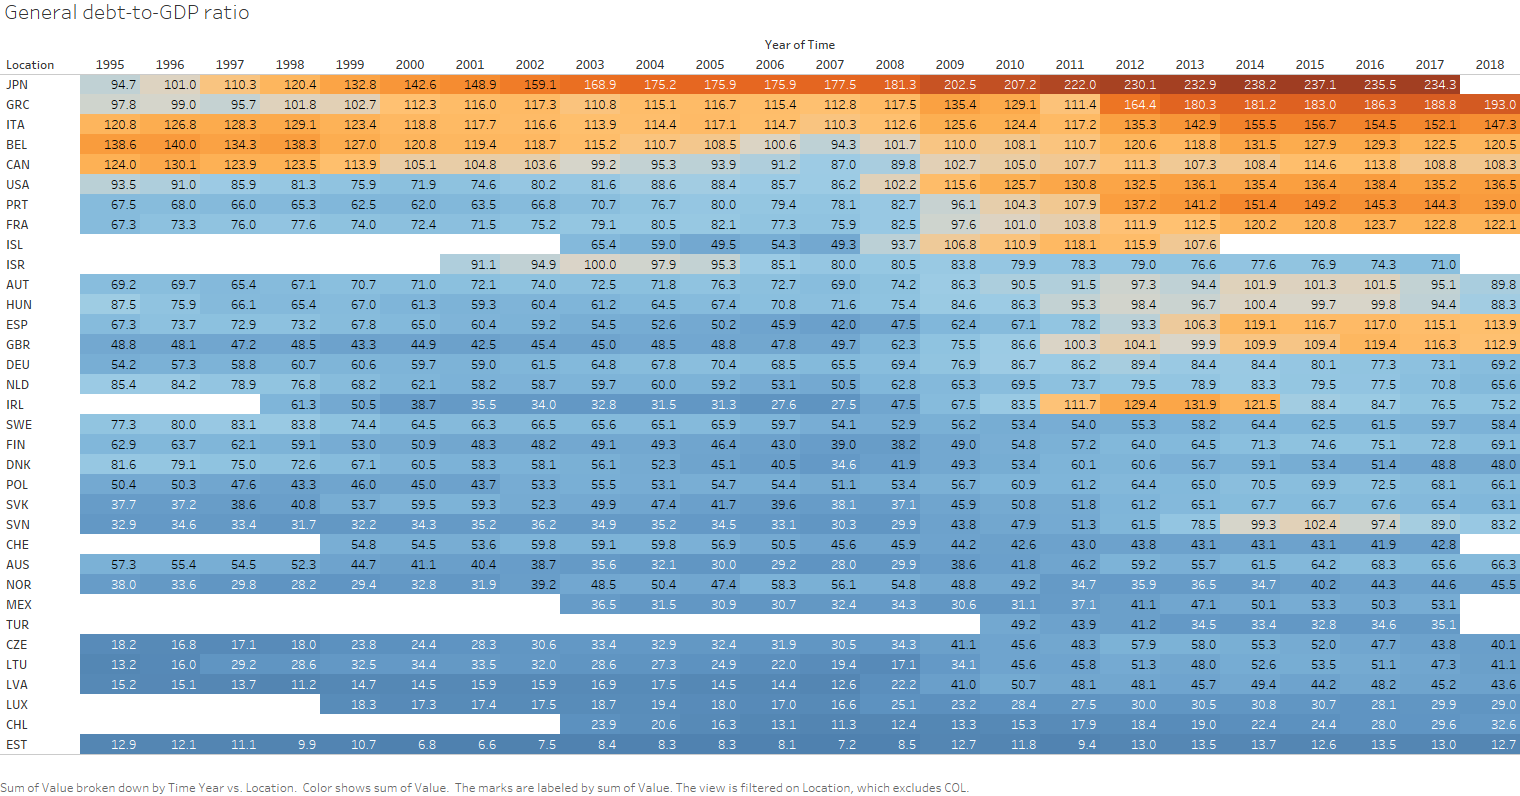 General debt-to-GDP ratio
Year of Time
Location 1995 1996 1997 1998 1999 2000 2001 2002 2003 2004 2005 2006 2007 2008 2009 2010 2011 2012 2013 2014 2015 2016 2017 2018
JPN 94.7 101.0 110.3 120.4 132.8 142.6 148.9 159.1 168.9 175.2 175.9 175.9 177.5 181.3 202.5 207.2 222.0 230.1 232.9 238.2 237.1 235.5 234.3
GRC 97.8 99.0 95.7 101.8 102.7 112.3 116.0 117.3 110.8 115.1 116.7 115.4 112.8 117.5 135.4 129.1 111.4 164.4 180.3 181.2 183.0 186.3 188.8 193.0
ITA 120.8 126.8 128.3 129.1 123.4 118.8 117.7 116.6 113.9 114.4 117.1 114.7 110.3 112.6 125.6 124.4 117.2 135.3 142.9 155.5 156.7 154.5 152.1 147.3
BEL 138.6 140.0 134.3 138.3 127.0 120.8 119.4 118.7 115.2 110.7 108.5 100.6 94.3 101.7 110.0 108.1 110.7 120.6 118.8 131.5 127.9 129.3 122.5 120.5
CAN 124.0 130.1 123.9 123.5 113.9 105.1 104.8 103.6 99.2 95.3 93.9 91.2 87.0 89.8 102.7 105.0 107.7 111.3 107.3 108.4 114.6 113.8 108.8 108.3
USA 93.5 91.0 85.9 81.3 75.9 71.9 74.6 80.2 81.6 88.6 88.4 85.7 86.2 102.2 115.6 125.7 130.8 132.5 136.1 135.4 136.4 138.4 135.2 136.5
PRT 67.5 68.0 66.0 65.3 62.5 62.0 63.5 66.8 70.7 76.7 80.0 79.4 78.1 82.7 96.1 104.3 107.9 137.2 141.2 151.4 149.2 145.3 144.3 139.0
FRA 67.3 73.3 76.0 77.6 74.0 72.4 71.5 75.2 79.1 80.5 82.1 77.3 75.9 82.5 97.6 101.0 103.8 111.9 112.5 120.2 120.8 123.7 122.8 122.1
ISL 65.4 59.0 49.5 54.3 49.3 93.7 106.8 110.9 118.1 115.9 107.6
ISR 91.1 94.9 100.0 97.9 95.3 85.1 80.0 80.5 83.8 79.9 78.3 79.0 76.6 77.6 76.9 74.3 71.0
AUT 69.2 69.7 65.4 67.1 70.7 71.0 72.1 74.0 72.5 71.8 76.3 72.7 69.0 74.2 86.3 90.5 91.5 97.3 94.4 101.9 101.3 101.5 95.1 89.8
HUN 87.5 75.9 66.1 65.4 67.0 61.3 59.3 60.4 61.2 64.5 67.4 70.8 71.6 75.4 84.6 86.3 95.3 98.4 96.7 100.4 99.7 99.8 94.4 88.3
ESP 67.3 73.7 72.9 73.2 67.8 65.0 60.4 59.2 54.5 52.6 50.2 45.9 42.0 47.5 62.4 67.1 78.2 93.3 106.3 119.1 116.7 117.0 115.1 113.9
GBR 48.8 48.1 47.2 48.5 43.3 44.9 42.5 45.4 45.0 48.5 48.8 47.8 49.7 62.3 75.5 86.6 100.3 104.1 99.9 109.9 109.4 119.4 116.3 112.9
DEU 54.2 57.3 58.8 60.7 60.6 59.7 59.0 61.5 64.8 67.8 70.4 68.5 65.5 69.4 76.9 86.7 86.2 89.4 84.4 84.4 80.1 77.3 73.1 69.2
NLD 85.4 84.2 78.9 76.8 68.2 62.1 58.2 58.7 59.7 60.0 59.2 53.1 50.5 62.8 65.3 69.5 73.7 79.5 78.9 83.3 79.5 77.5 70.8 65.6
IRL 61.3 50.5 38.7 35.5 34.0 32.8 31.5 31.3 27.6 27.5 47.5 67.5 83.5 111.7 129.4 131.9 121.5 88.4 84.7 76.5 75.2
SWE 77.3 80.0 83.1 83.8 74.4 64.5 66.3 66.5 65.6 65.1 65.9 59.7 54.1 52.9 56.2 53.4 54.0 55.3 58.2 64.4 62.5 61.5 59.7 58.4
FIN 62.9 63.7 62.1 59.1 53.0 50.9 48.3 48.2 49.1 49.3 46.4 43.0 39.0 38.2 49.0 54.8 57.2 64.0 64.5 71.3 74.6 75.1 72.8 69.1
DNK 81.6 79.1 75.0 72.6 67.1 60.5 58.3 58.1 56.1 52.3 45.1 40.5 34.6 41.9 49.3 53.4 60.1 60.6 56.7 59.1 53.4 51.4 48.8 48.0
POL 50.4 50.3 47.6 43.3 46.0 45.0 43.7 53.3 55.5 53.1 54.7 54.4 51.1 53.4 56.7 60.9 61.2 64.4 65.0 70.5 69.9 72.5 68.1 66.1
SVK 37.7 37.2 38.6 40.8 53.7 59.5 59.3 52.3 49.9 47.4 41.7 39.6 38.1 37.1 45.9 50.8 51.8 61.2 65.1 67.7 66.7 67.6 65.4 63.1
SVN 32.9 34.6 33.4 31.7 32.2 34.3 35.2 36.2 34.9 35.2 34.5 33.1 30.3 29.9 43.8 47.9 51.3 61.5 78.5 99.3 102.4 97.4 89.0 83.2
CHE 54.8 54.5 53.6 59.8 59.1 59.8 56.9 50.5 45.6 45.9 44.2 42.6 43.0 43.8 43.1 43.1 43.1 41.9 42.8
AUS 57.3 55.4 54.5 52.3 44.7 41.1 40.4 38.7 35.6 32.1 30.0 29.2 28.0 29.9 38.6 41.8 46.2 59.2 55.7 61.5 64.2 68.3 65.6 66.3
NOR 38.0 33.6 29.8 28.2 29.4 32.8 31.9 39.2 48.5 50.4 47.4 58.3 56.1 54.8 48.8 49.2 34.7 35.9 36.5 34.7 40.2 44.3 44.6 45.5
MEX 36.5 31.5 30.9 30.7 32.4 34.3 30.6 31.1 37.1 41.1 47.1 50.1 53.3 50.3 53.1
TUR 49.2 43.9 41.2 34.5 33.4 32.8 34.6 35.1
CZE 18.2 16.8 17.1 18.0 23.8 24.4 28.3 30.6 33.4 32.9 32.4 31.9 30.5 34.3 41.1 45.6 48.3 57.9 58.0 55.3 52.0 47.7 43.8 40.1
LTU 13.2 16.0 29.2 28.6 32.5 34.4 33.5 32.0 28.6 27.3 24.9 22.0 19.4 17.1 34.1 45.6 45.8 51.3 48.0 52.6 53.5 51.1 47.3 41.1
LVA 15.2 15.1 13.7 11.2 14.7 14.5 15.9 15.9 16.9 17.5 14.5 14.4 12.6 22.2 41.0 50.7 48.1 48.1 45.7 49.4 44.2 48.2 45.2 43.6
LUX 18.3 17.3 17.4 17.5 18.7 19.4 18.0 17.0 16.6 25.1 23.2 28.4 27.5 30.0 30.5 30.8 30.7 28.1 29.9 29.0
CHL 23.9 20.6 16.3 13.1 11.3 12.4 13.3 15.3 17.9 18.4 19.0 22.4 24.4 28.0 29.6 32.6
EST 12.9 12.1 11.1 9.9 10.7 6.8 6.6 7.5 8.4 8.3 8.3 8.1 7.2 8.5 12.7 11.8 9.4 13.0 13.5 13.7 12.6 13.5 13.0 12.7
Sum of Value broken down by Time Year vs. Location. Color shows sum of Value. The marks are labeled by sum of Value. The view is filtered on Location, which excludes COL.